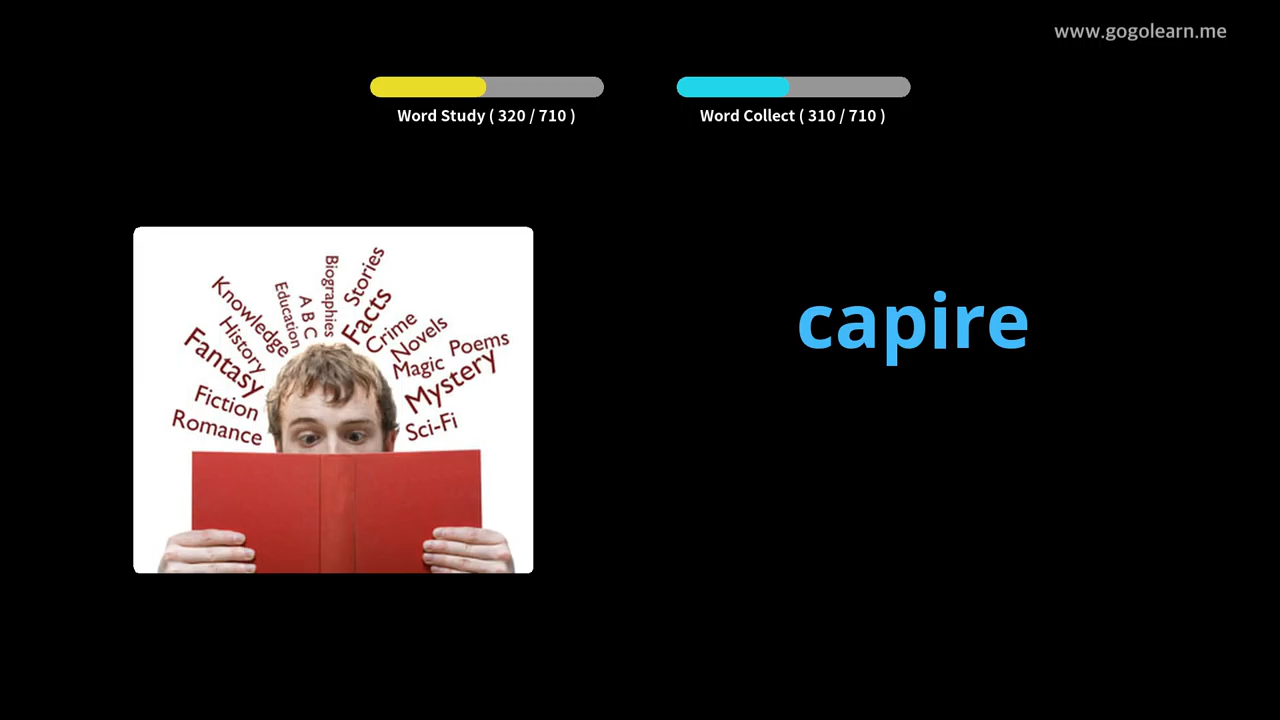 www.gogolearn.me
Word Study ( 320 / 710 )
Word Collect ( 310 / 710 )
Knowledge
Education
A B C
Biographies
Stories
Facts
History
Crime
Novels
Fantasy
Magic
Poems
Mystery
Fiction
Romance
Sci-Fi
capire